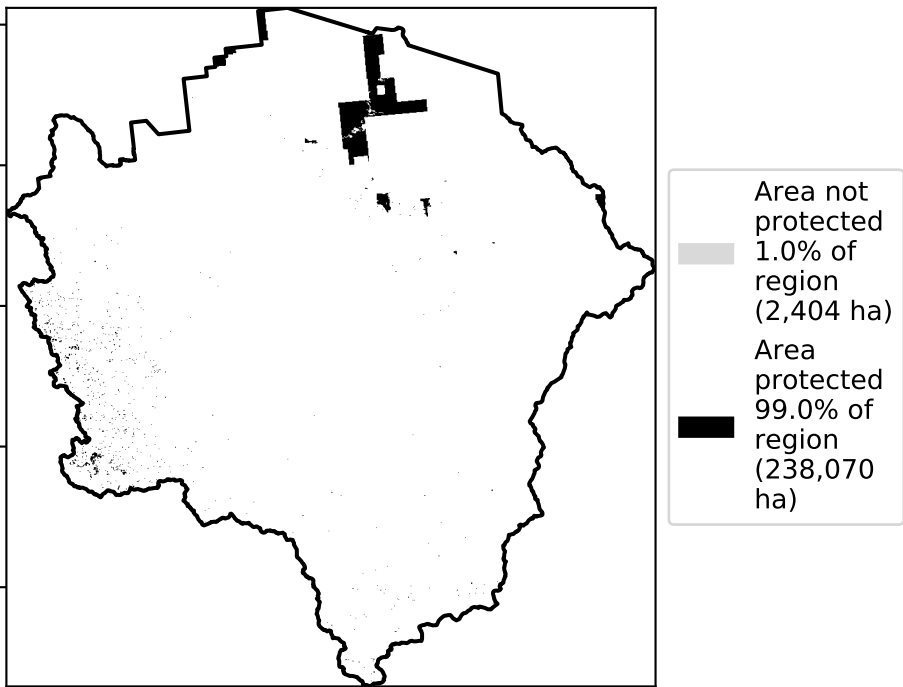 Area not
protected
1.0% of
region
(2,404 ha)
Area
protected
99.0% of
region
(238,070
ha)